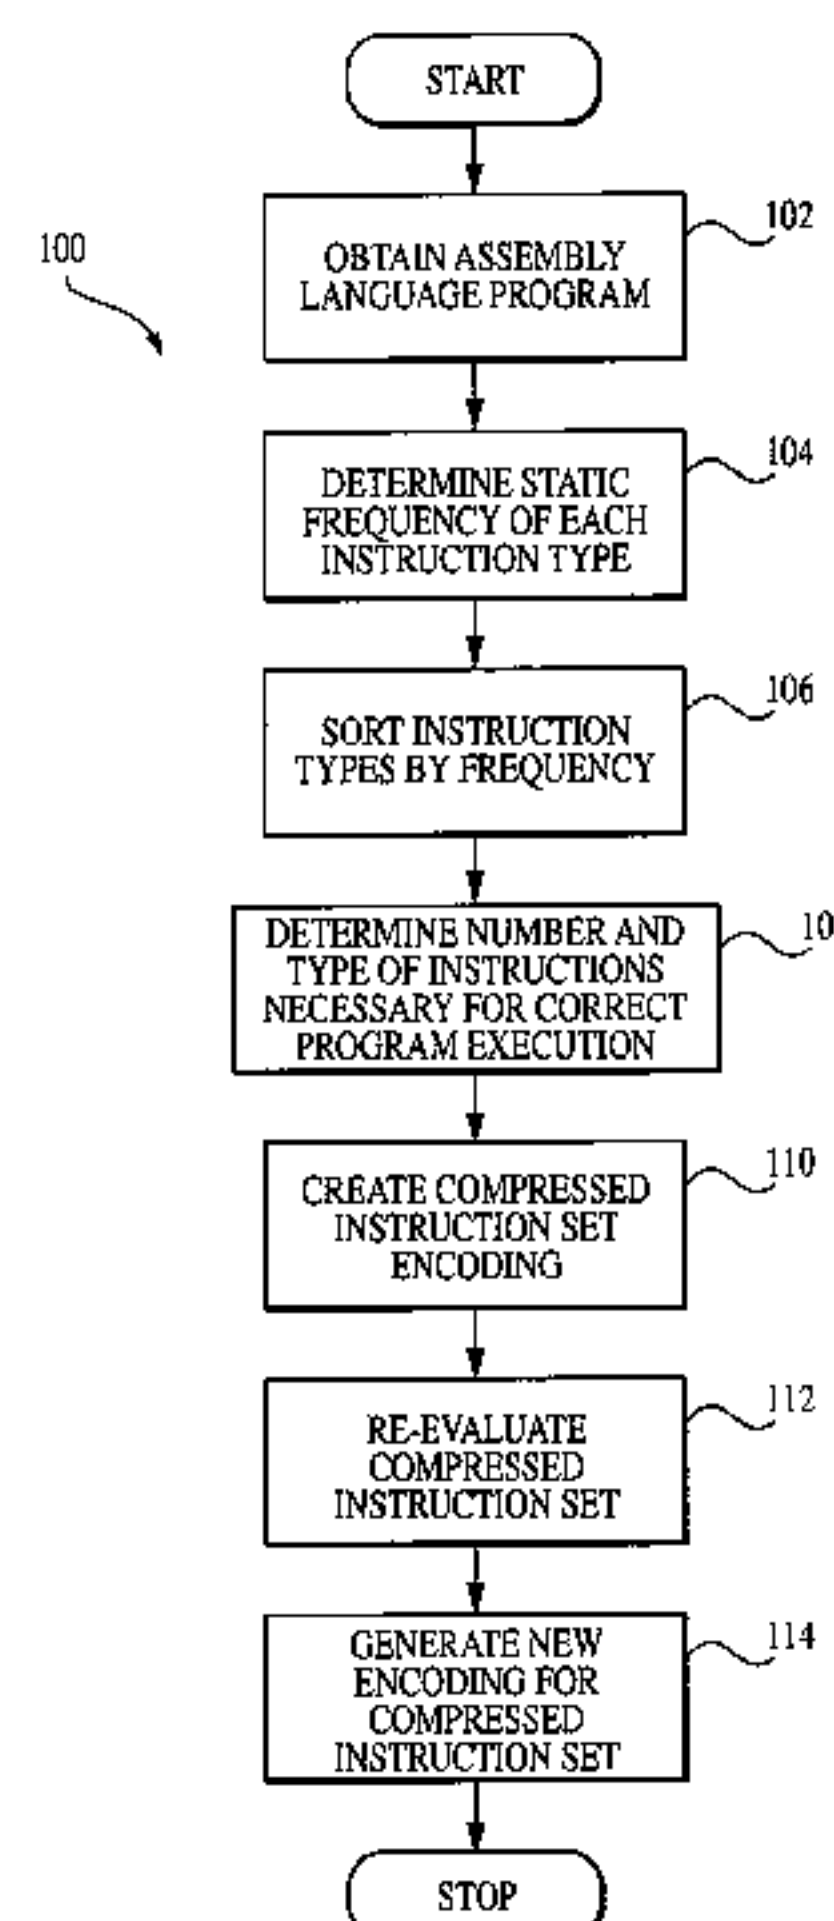 START
102
100
OBTAIN ASSEMBLY
LANGUAGE PROGRAM
104
DETERMINE STATIC
FREQUENCY OF EACH
INSTRUCTION TYPE
106
SORT INSTRUCTION
TYPES BY FREQUENCY
10
DETERMINE NUMBER AND
TYPE OF INSTRUCTIONS
NECESSARY FOR CORRECT
PROGRAM EXECUTION
110
CREATE COMPRESSED
INSTRUCTION SET
ENCODING
112
RE-EVALUATE
COMPRESSED
INSTRUCTION SET
114
GENERATE NEW
ENCODING FOR
COMPRESSED
INSTRUCTION SET
STOP